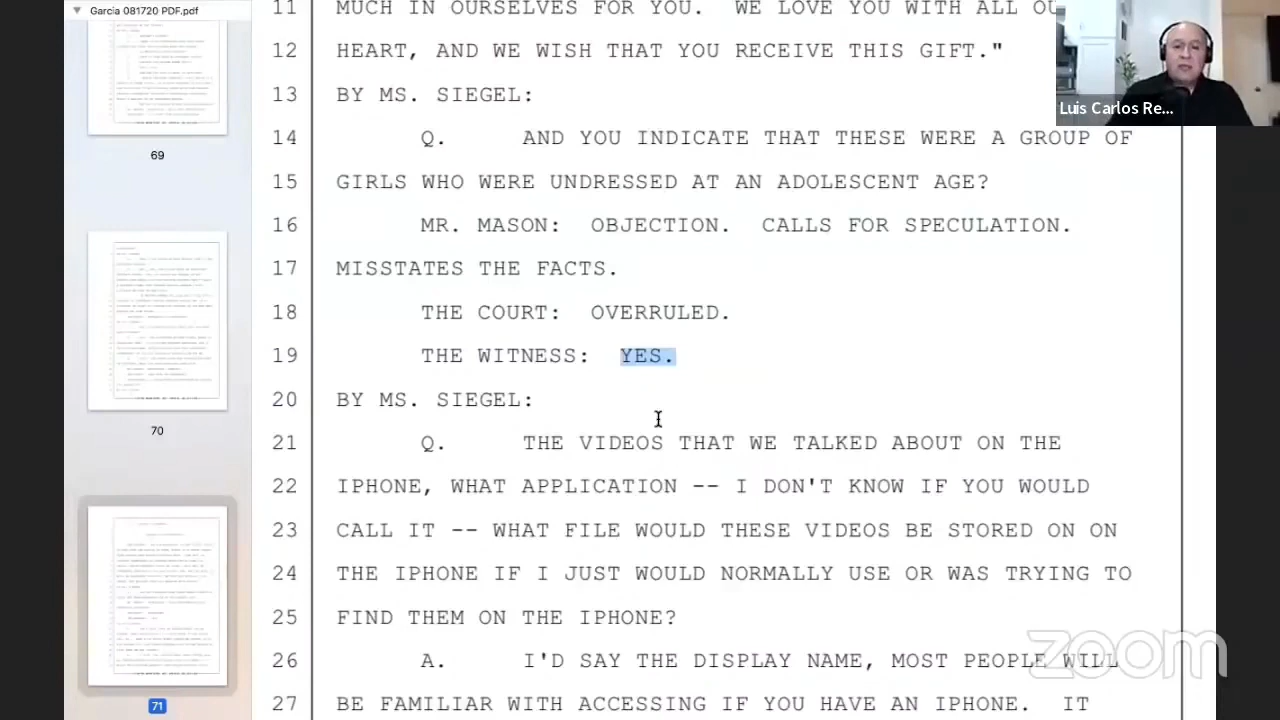 Garcia 081720 PDF.pdf
69
70
71
11 MUCH IN OURSELVES FOR YOU. WE LOVE YOU WITH ALL
12 HEART, AND WE WISH THAT YOU RECEIVE THIS GIFT."
13 BY MS. SIEGEL:
14 Q. AND YOU INDICATE THAT THESE WERE A GROUP OF
15 GIRLS WHO WERE UNDRESSED AT AN ADOLESCENT AGE?
16 MR. MASON: OBJECTION. CALLS FOR SPECULATION.
17 MISSTATES THE FACTS.
18 THE COURT: OVERRULED.
19 THE WITNESS: YES.
20 BY MS. SIEGEL:
21 Q. THE VIDEOS THAT WE TALKED ABOUT ON THE
22 IPHONE, WHAT APPLICATION -- I DON'T KNOW IF YOU WOULD
23 CALL IT -- WHAT FILE WOULD THESE VIDEOS BE STORED ON ON
24 THE PHONE IF I JUST WOULD NORMALLY -- OR WAS TRYING TO
25 FIND THEM ON THE IPHONE?
26 A. I'D SAY THE DISPLAY NAME, MOST PEOPLE WILL
27 BE FAMILIAR WITH ACCESSING IF YOU HAVE AN IPHONE. IT
Luis Carlos Re...
zoom